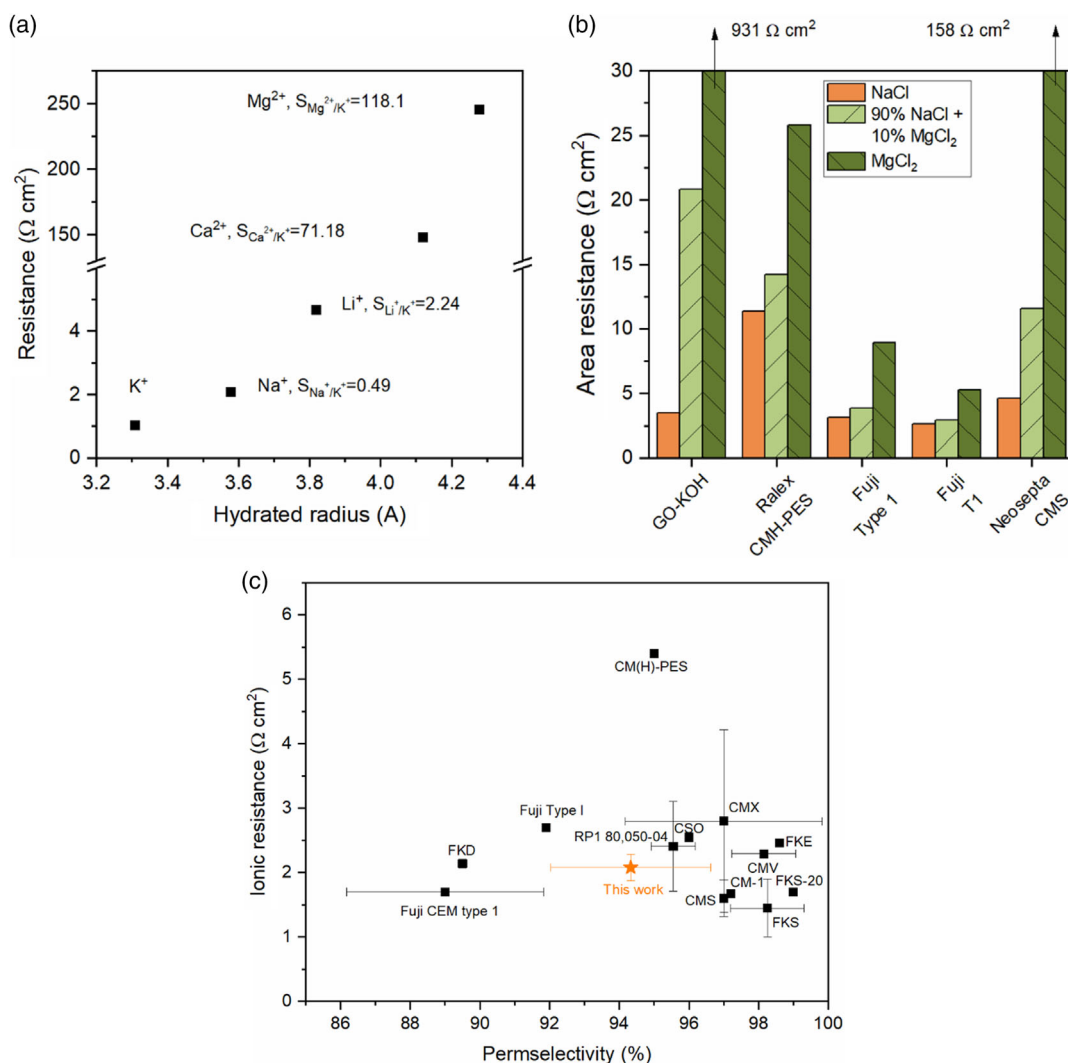 (a)
Resistance (Ω cm²)
250
200
150
4
2
0
3.2 3.4 3.6 3.8 4.0 4.2 4.4
Hydrated radius (A)
Mg²⁺, S Mg²⁺/K⁺=118.1
Ca²⁺, S Ca²⁺/K⁺=71.18
Li⁺, S Li⁺/K⁺=2.24
Na⁺, S Na⁺/K⁺=0.49
K⁺
(b)
931 Ω cm²
158 Ω cm²
Area resistance (Ω cm²)
30
25
20
15
10
5
0
NaCl
90% NaCl +
10% MgCl₂
MgCl₂
GO-KOH
Ralex
CMH-PES
Fuji
Type 1
Fuji
T1
Neosepta
CMS
(c)
Ionic resistance (Ω cm²)
6
5
4
3
2
1
0
86 88 90 92 94 96 98 100
Permselectivity (%)
CM(H)-PES
CMX
Fuji Type I
RP1 80,050-04
CSO
FKE
FKD
CMV
This work
CM-1
FKS-20
CMS
Fuji CEM type 1
FKS